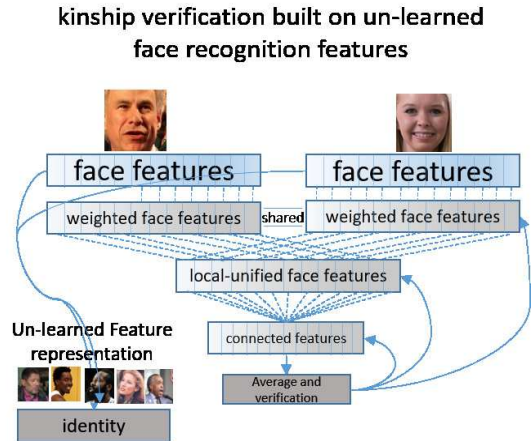 kinship verification built on un-learned
face recognition features
face features
face features
weighted face features
shared
weighted face features
local-unified face features
Un-learned Feature
representation
connected features
Average and
verification
identity